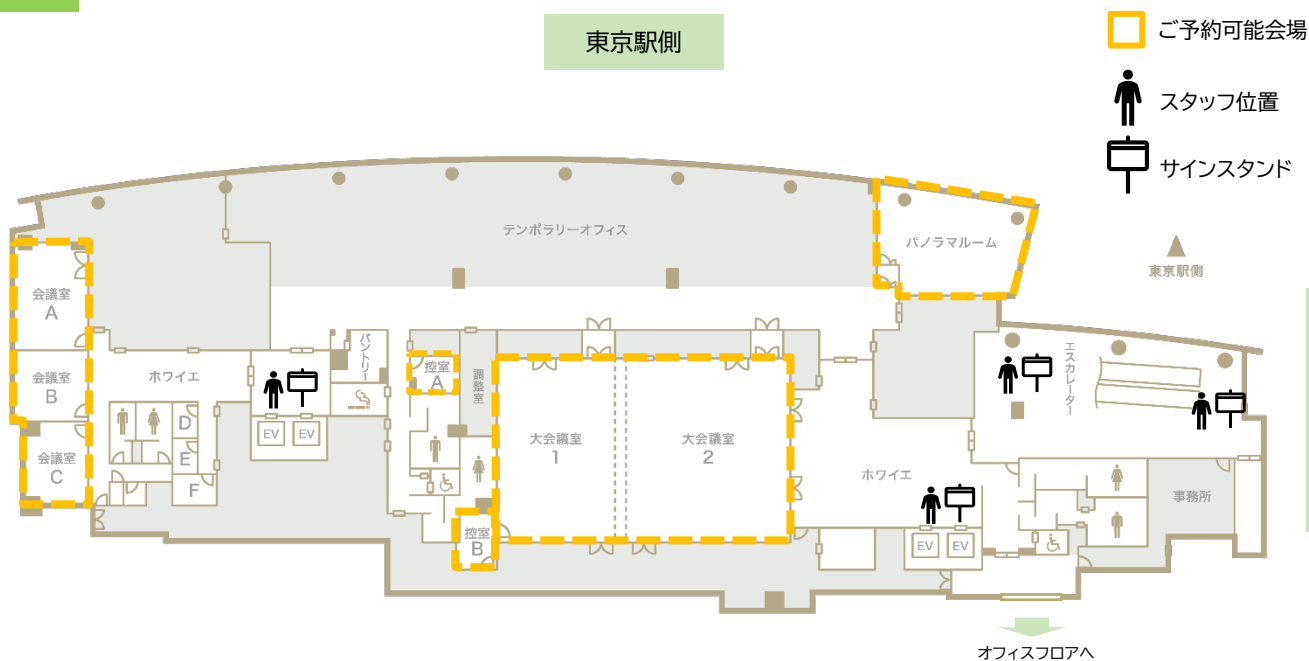 東京駅側
ご予約可能会場
スタッフ位置
サインスタンド
テンポラリーオフィス
パノラマルーム
東京駅側
会議室
A
会議室
B
会議室
C
ホワイエ
パントリー
控室
A
調整室
エスカレーター
D
E
F
EV
EV
大会議室
1
大会議室
2
ホワイエ
控室
B
事務所
EV
EV
オフィスフロアへ